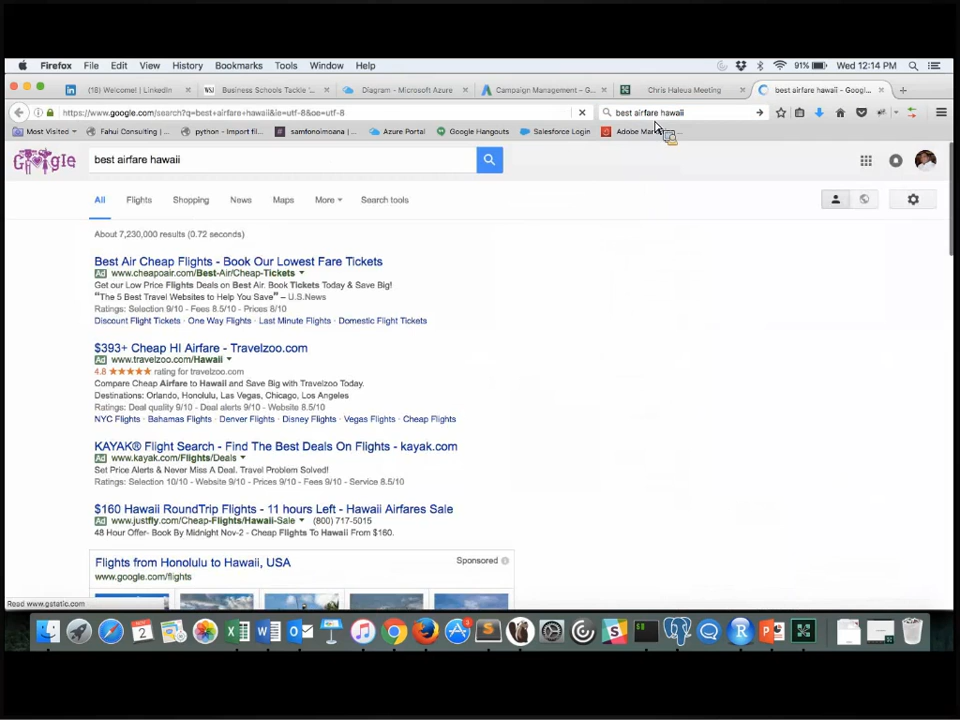 Firefox File Edit View History Bookmarks Tools Window Help 91% Wed 12:14 PM
(1) Welcome! | LinkedIn × WSJ Business Schools Tackle '... × Diagram - Microsoft Azure × Campaign Management – G... × Chris Haleua Meeting × best airfare hawaii - Googl... × +
https://www.google.com/search?q=best+airfare+hawaii&ie=utf-8&oe=utf-8 best airfare hawaii
Most Visited Fahui Consulting |... python - Import fil... samfonoimoana | ... Azure Portal Google Hangouts Salesforce Login
Google best airfare hawaii
All Flights Shopping News Maps More Search tools
About 7,230,000 results (0.72 seconds)
Best Air Cheap Flights - Book Our Lowest Fare Tickets
Ad www.cheapoair.com/Best-Air/Cheap-Tickets
Get our Low Price Flights Deals on Best Air. Book Tickets Today & Save Big!
"The 5 Best Travel Websites to Help You Save" – U.S.News
Ratings: Selection 9/10 - Fees 8.5/10 - Prices 8/10
Discount Flight Tickets · One Way Flights · Last Minute Flights · Domestic Flight Tickets
$393+ Cheap HI Airfare - Travelzoo.com
Ad www.travelzoo.com/Hawaii
4.8 ★★★★★ rating for travelzoo.com
Compare Cheap Airfare to Hawaii and Save Big with Travelzoo Today.
Destinations: Orlando, Honolulu, Las Vegas, Chicago, Los Angeles
Ratings: Deal quality 9/10 - Deal alerts 9/10 - Website 8.5/10
NYC Flights · Bahamas Flights · Denver Flights · Disney Flights · Vegas Flights · Cheap Flights
KAYAK® Flight Search - Find The Best Deals On Flights - kayak.com
Ad www.kayak.com/Flights/Deals
Set Price Alerts & Never Miss A Deal. Travel Problem Solved!
Ratings: Selection 10/10 - Website 9/10 - Prices 9/10 - Fees 9/10 - Service 8.5/10
$160 Hawaii RoundTrip Flights - 11 hours Left - Hawaii Airfares Sale
Ad www.justfly.com/Cheap-Flights/Hawaii-Sale (800) 717-5015
48 Hour Offer- Book By Midnight Nov-2 - Cheap Flights To Hawaii From $160.
Flights from Honolulu to Hawaii, USA Sponsored
www.google.com/flights
Read www.gstatic.com
2 3